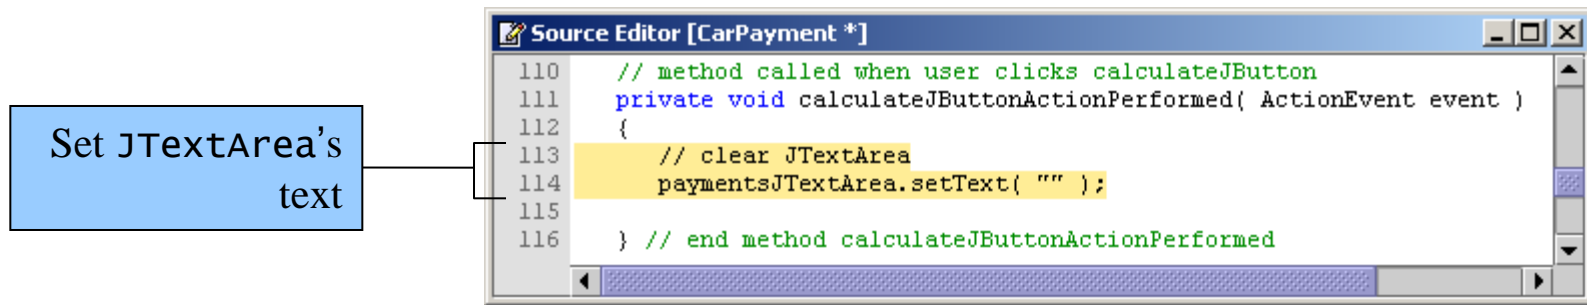 Set JTextArea's
text
Source Editor [CarPayment *]
110 // method called when user clicks calculateJButton
111 private void calculateJButtonActionPerformed( ActionEvent event )
112 {
113 // clear JTextArea
114 paymentsJTextArea.setText( "" );
115
116 } // end method calculateJButtonActionPerformed